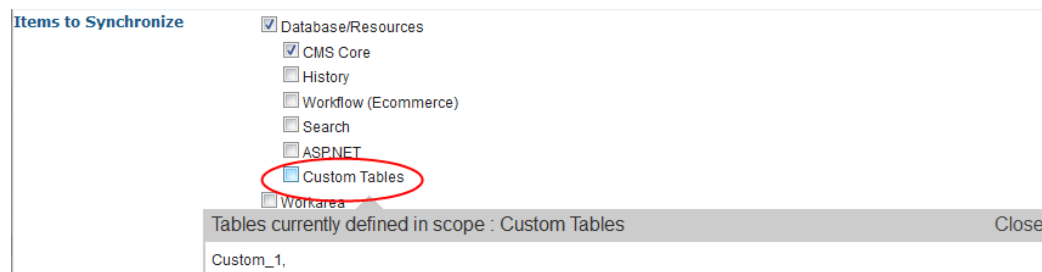 Items to Synchronize
Database/Resources
CMS Core
History
Workflow (Ecommerce)
Search
ASP.NET
Custom Tables
Workarea
Tables currently defined in scope : Custom Tables Close
Custom_1,